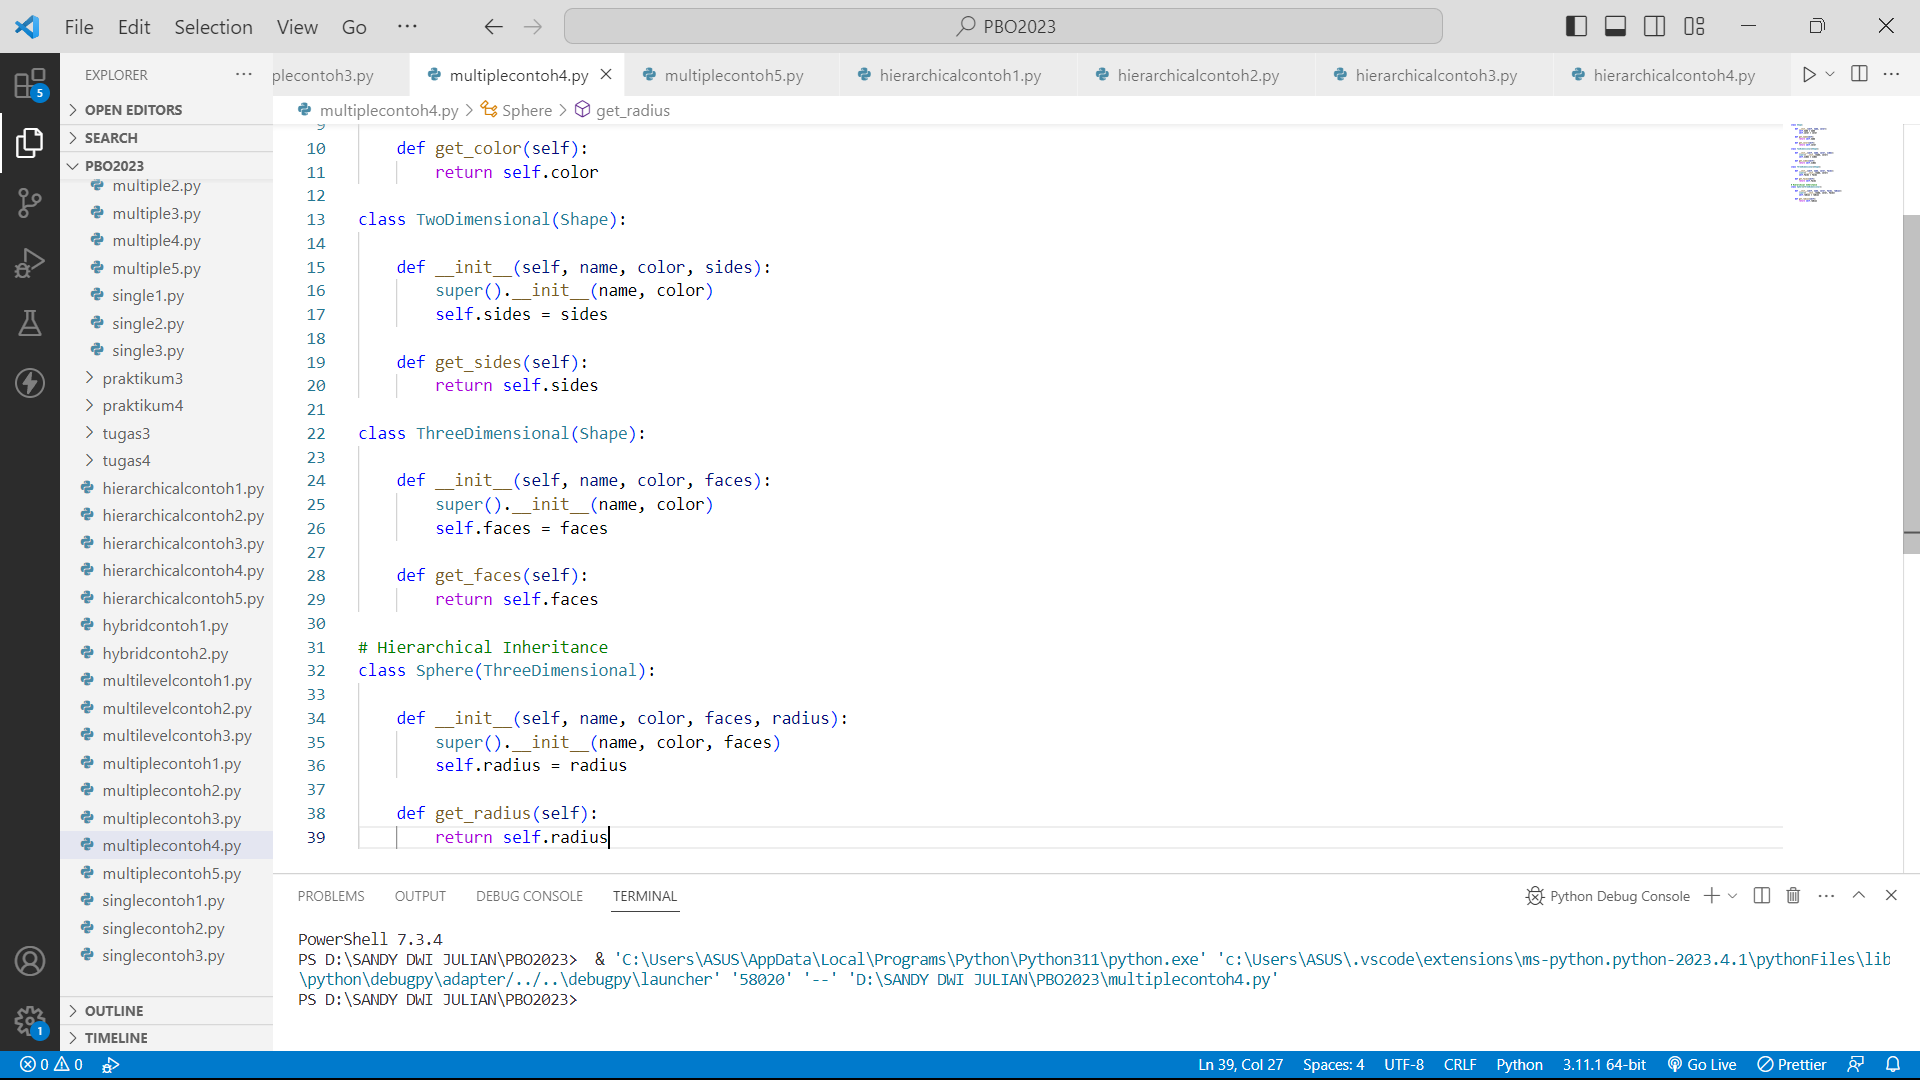 File Edit Selection View Go ··· PBO2023
EXPLORER ···
OPEN EDITORS
SEARCH
PBO2023
multiple2.py
multiple3.py
multiple4.py
multiple5.py
single1.py
single2.py
single3.py
praktikum3
praktikum4
tugas3
tugas4
hierarchicalcontoh1.py
hierarchicalcontoh2.py
hierarchicalcontoh3.py
hierarchicalcontoh4.py
hierarchicalcontoh5.py
hybridcontoh1.py
hybridcontoh2.py
multilevelcontoh1.py
multilevelcontoh2.py
multilevelcontoh3.py
multiplecontoh1.py
multiplecontoh2.py
multiplecontoh3.py
multiplecontoh4.py
multiplecontoh5.py
singlecontoh1.py
singlecontoh2.py
singlecontoh3.py
OUTLINE
TIMELINE
5
1
plecontoh3.py multiplecontoh4.py multiplecontoh5.py hierarchicalcontoh1.py hierarchicalcontoh2.py hierarchicalcontoh3.py hierarchicalcontoh4.py
multiplecontoh4.py > Sphere > get_radius
9
10 def get_color(self):
11 return self.color
12
13 class TwoDimensional(Shape):
14
15 def __init__(self, name, color, sides):
16 super().__init__(name, color)
17 self.sides = sides
18
19 def get_sides(self):
20 return self.sides
21
22 class ThreeDimensional(Shape):
23
24 def __init__(self, name, color, faces):
25 super().__init__(name, color)
26 self.faces = faces
27
28 def get_faces(self):
29 return self.faces
30
31 # Hierarchical Inheritance
32 class Sphere(ThreeDimensional):
33
34 def __init__(self, name, color, faces, radius):
35 super().__init__(name, color, faces)
36 self.radius = radius
37
38 def get_radius(self):
39 return self.radius
PROBLEMS OUTPUT DEBUG CONSOLE TERMINAL Python Debug Console
PowerShell 7.3.4
PS D:\SANDY DWI JULIAN\PBO2023> & 'C:\Users\ASUS\AppData\Local\Programs\Python\Python311\python.exe' 'c:\Users\ASUS\.vscode\extensions\ms-python.python-2023.4.1\pythonFiles\lib
\python\debugpy\adapter/../..\debugpy\launcher' '58020' '--' 'D:\SANDY DWI JULIAN\PBO2023\multiplecontoh4.py'
PS D:\SANDY DWI JULIAN\PBO2023>
0 0 Ln 39, Col 27 Spaces: 4 UTF-8 CRLF Python 3.11.1 64-bit Go Live Prettier